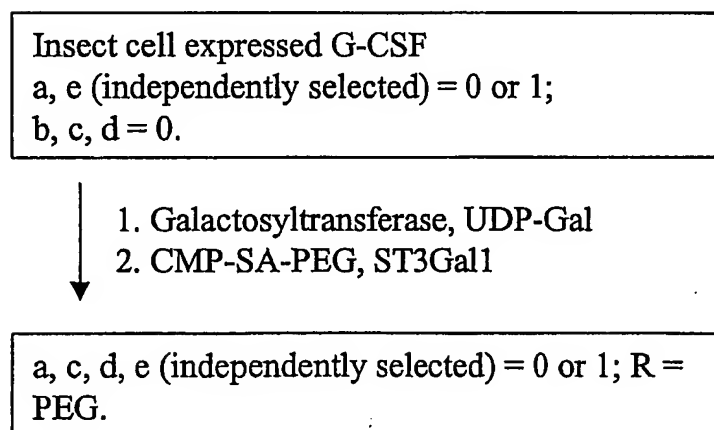 Insect cell expressed G-CSF
a, e (independently selected) = 0 or 1;
b, c, d = 0.
1. Galactosyltransferase, UDP-Gal
2. CMP-SA-PEG, ST3Gal1
a, c, d, e (independently selected) = 0 or 1; R =
PEG.